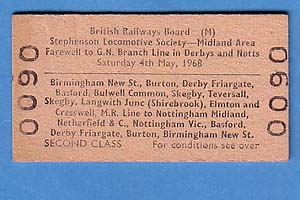 British Railways Board (M)
Stephenson Locomotive Society—Midland Area
Farewell to G.N. Branch Line in Derbys and Notts
Saturday 4th May, 1968
Birmingham New St., Burton, Derby Friargate,
Basford, Bulwell Common, Skegby, Teversall,
Skegby, Langwith Junc (Shirebrook), Elmton and
Cresswell, M.R. Line to Nottingham Midland,
Netherfield & C., Nottingham Vic., Basford,
Derby Friargate, Burton, Birmingham New St.
SECOND CLASS For conditions see over
0090
0090